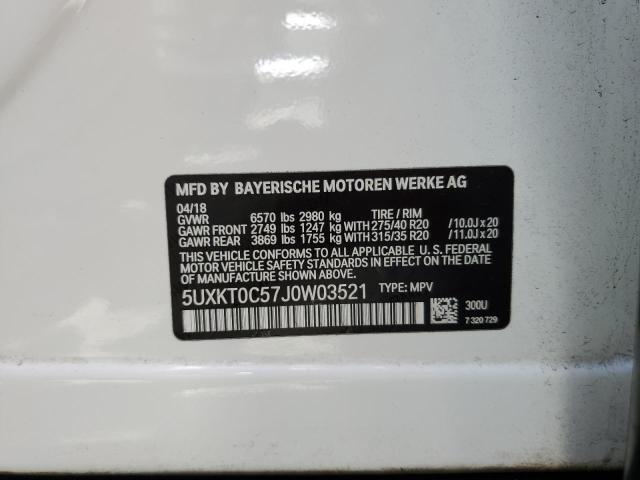 MFD BY BAYERISCHE MOTOREN WERKE AG
04/18
GVWR 6570 lbs 2980 kg TIRE / RIM
GAWR FRONT 2749 lbs 1247 kg WITH 275/40 R20 /10.0J x 20
GAWR REAR 3869 lbs 1755 kg WITH 315/35 R20 /11.0J x 20
THIS VEHICLE CONFORMS TO ALL APPLICABLE U.S. FEDERAL
MOTOR VEHICLE SAFETY STANDARDS IN EFFECT ON THE DATE
OF MANUFACTURE SHOWN ABOVE.
5UXKT0C57J0W03521 TYPE: MPV
300U
7 320 729